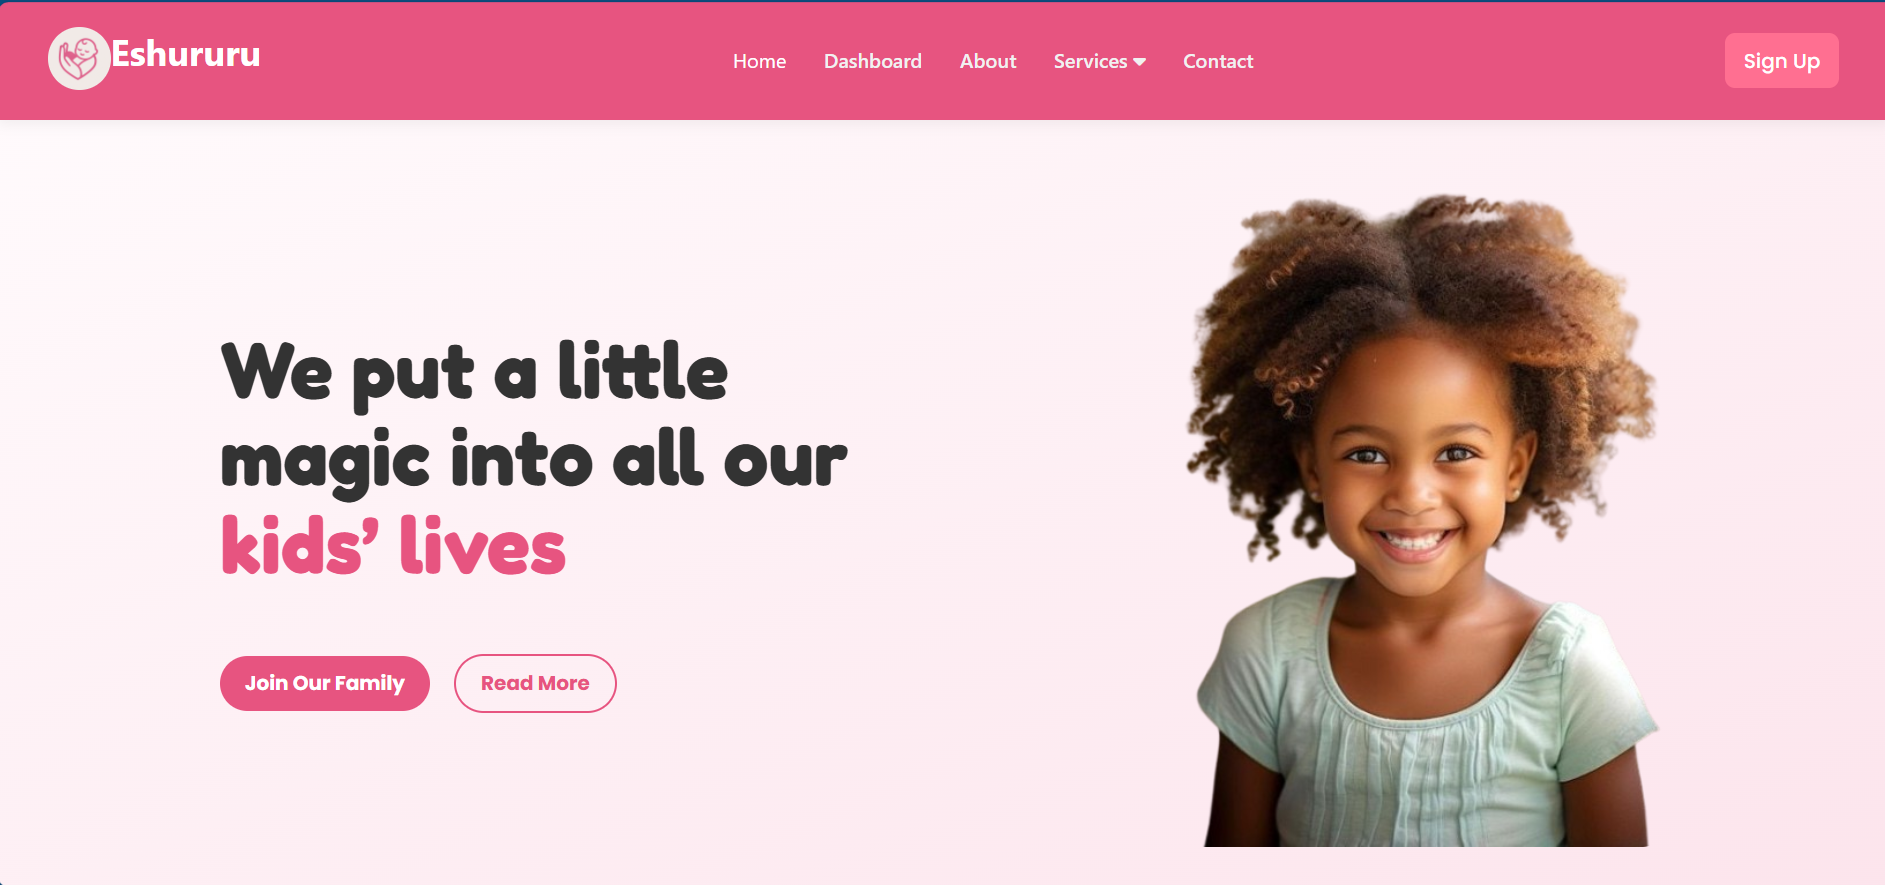 Eshururu
Home Dashboard About Services Contact
Sign Up
We put a little
magic into all our
kids’ lives
Join Our Family
Read More